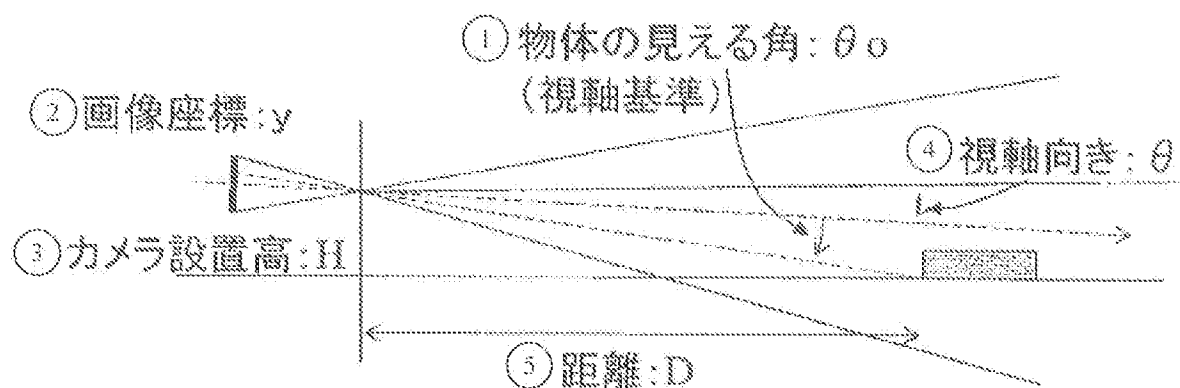 ①物体の見える角:θo
(視軸基準)
②画像座標:y
④視軸向き:θ
③カメラ設置高:H
⑤距離:D